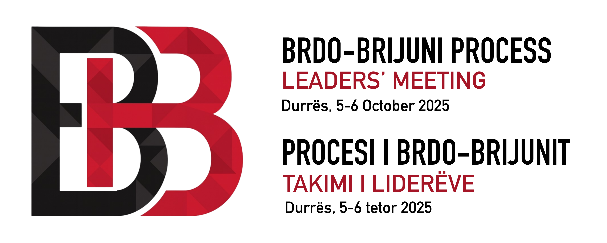 BB
BRDO-BRIJUNI PROCESS
LEADERS' MEETING
Durrës, 5-6 October 2025
PROCESI I BRDO-BRIJUNIT
TAKIMI I LIDERËVE
Durrës, 5-6 tetor 2025